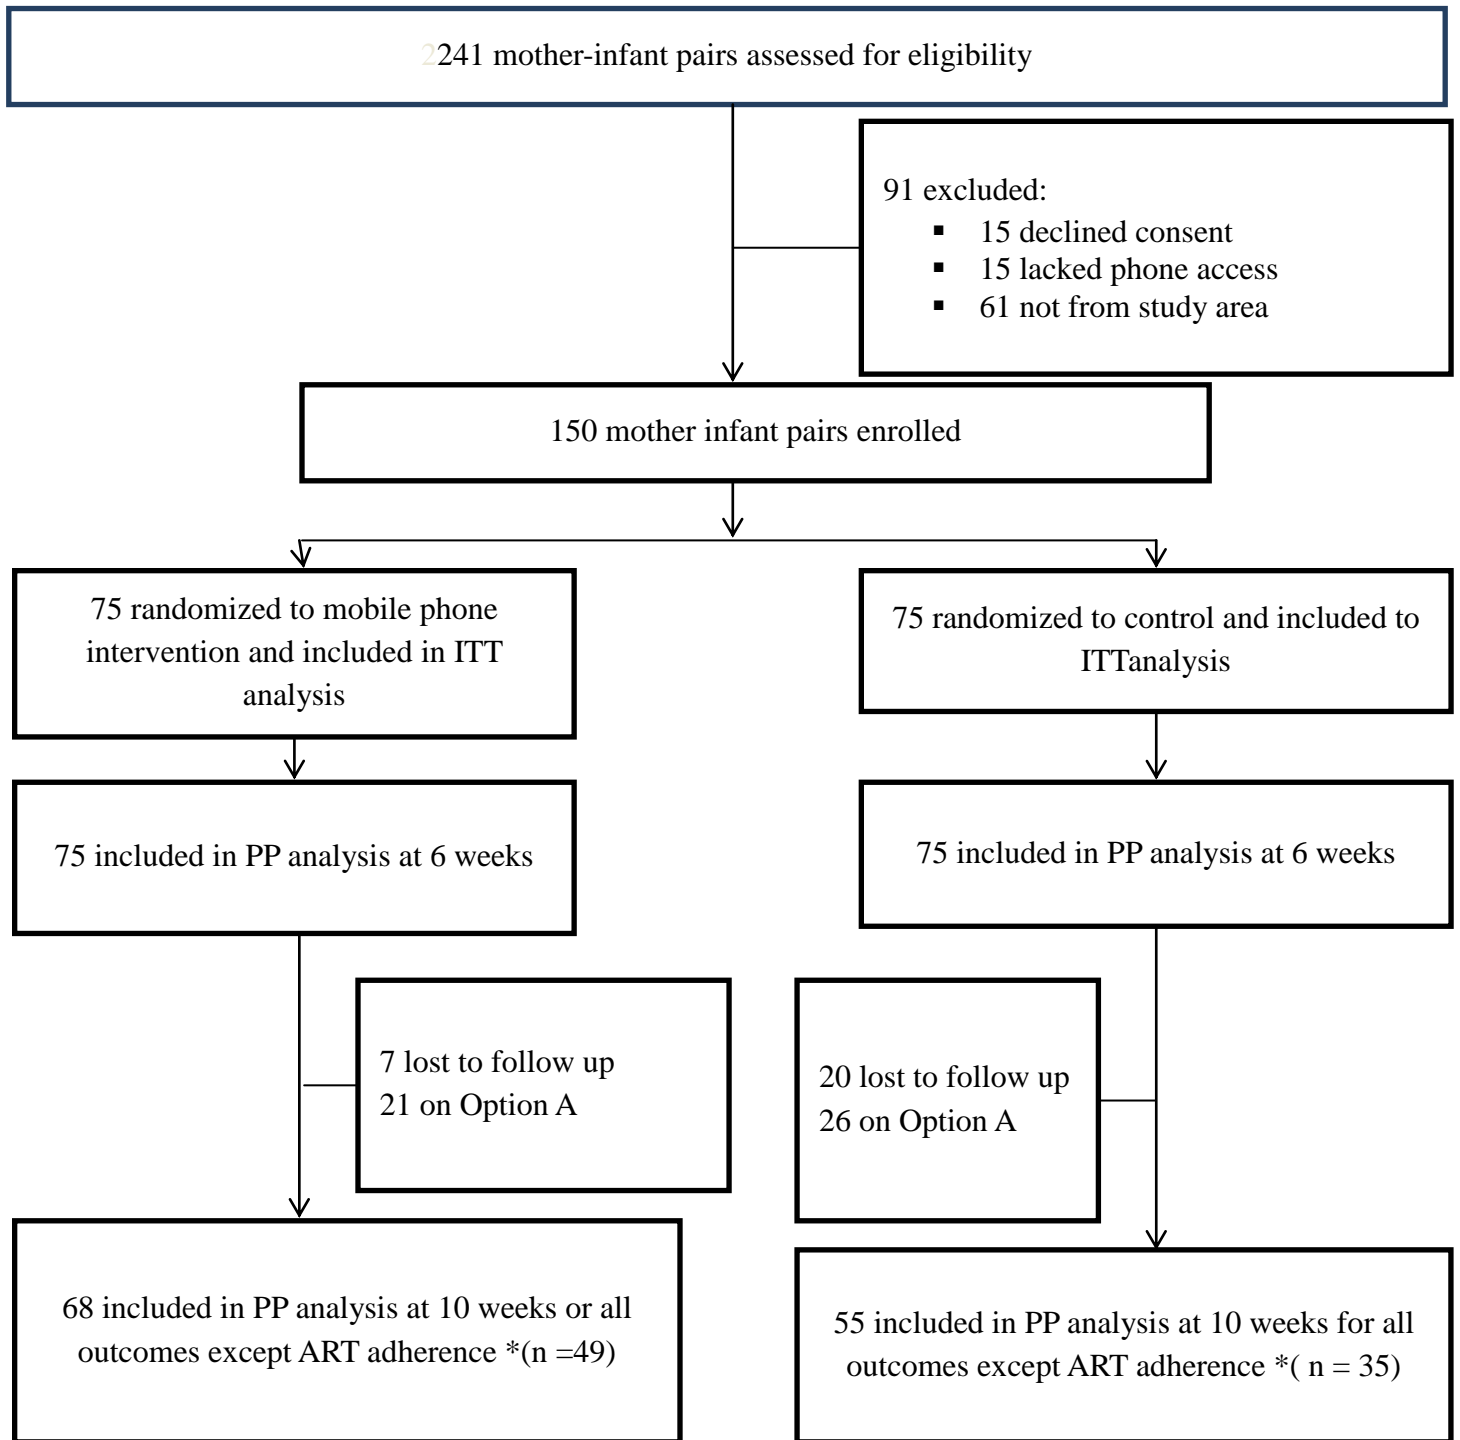 2241 mother-infant pairs assessed for eligibility
91 excluded:
▪ 15 declined consent
▪ 15 lacked phone access
▪ 61 not from study area
150 mother infant pairs enrolled
75 randomized to mobile phone
intervention and included in ITT
analysis
75 randomized to control and included to
ITTanalysis
75 included in PP analysis at 6 weeks
75 included in PP analysis at 6 weeks
7 lost to follow up
21 on Option A
20 lost to follow up
26 on Option A
68 included in PP analysis at 10 weeks or all
outcomes except ART adherence *(n =49)
55 included in PP analysis at 10 weeks for all
outcomes except ART adherence *( n = 35)